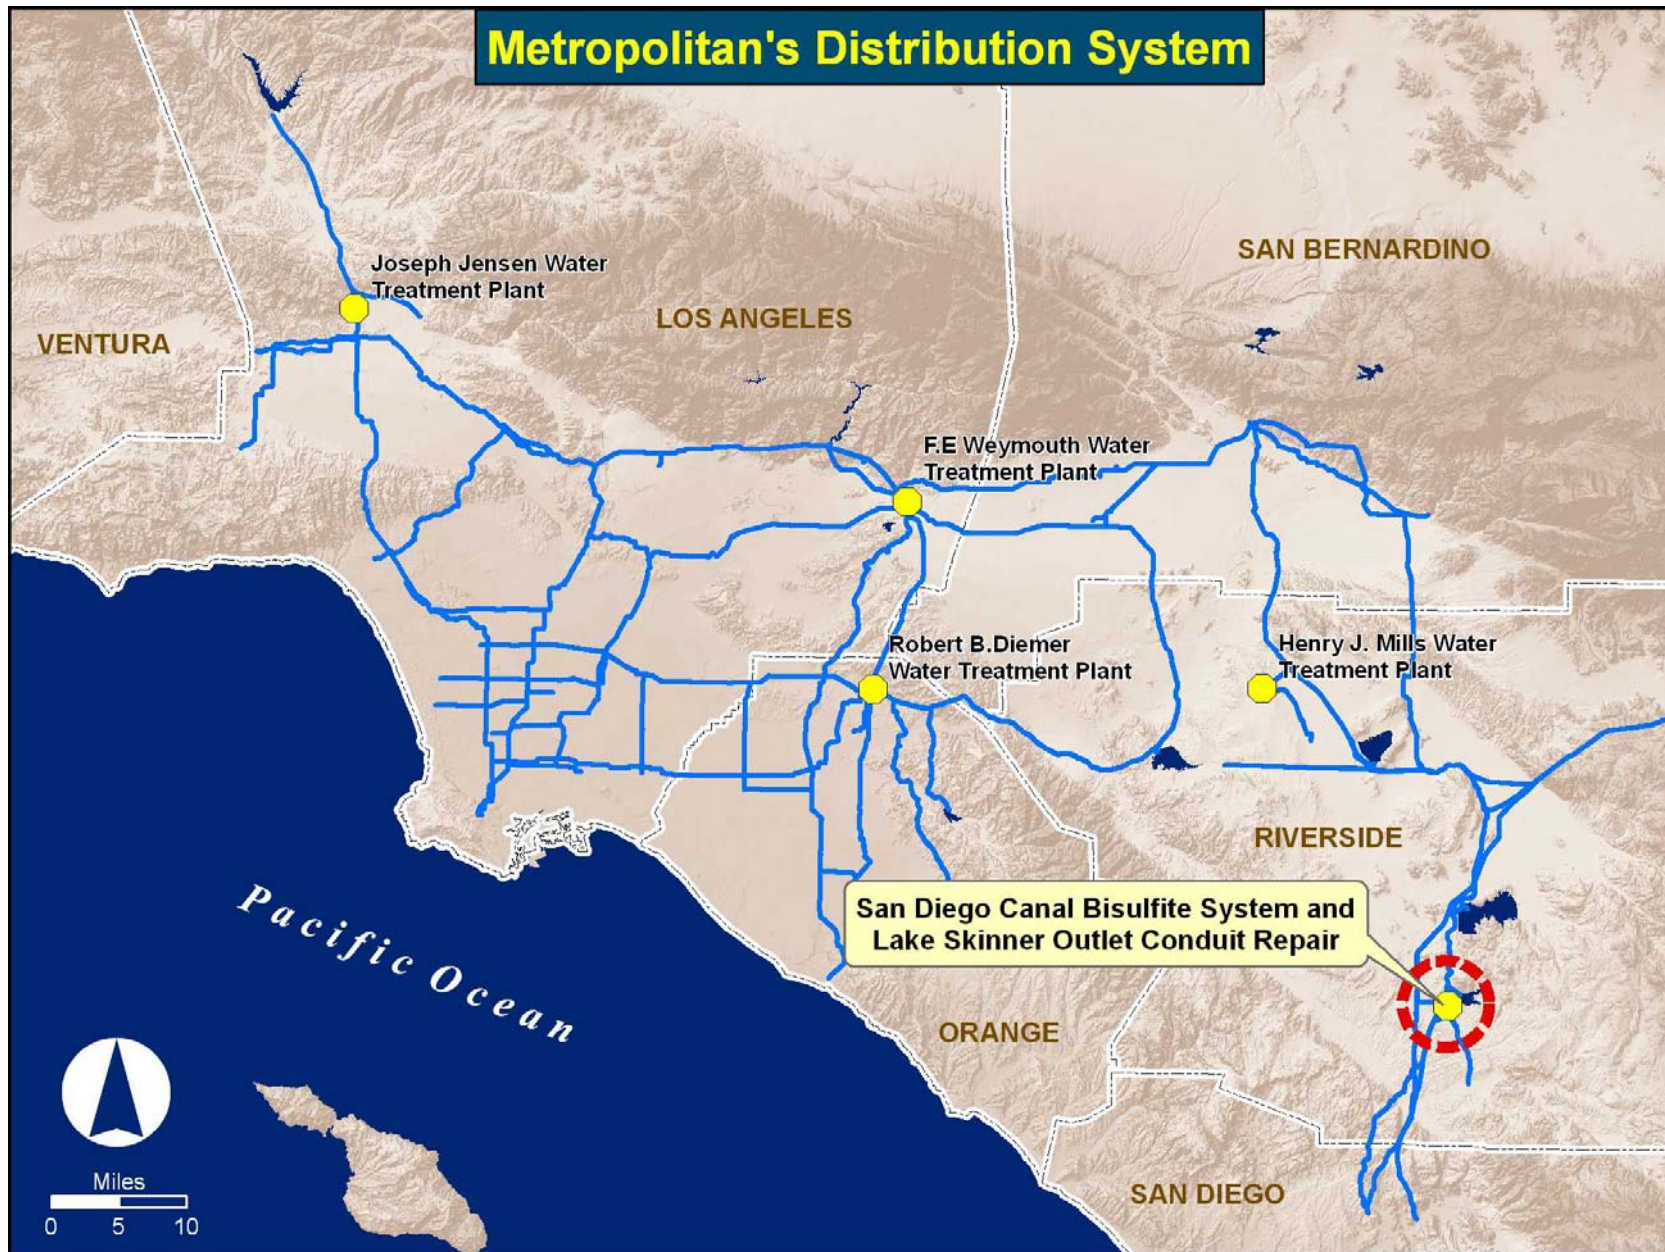 Metropolitan's Distribution System
Joseph Jensen Water
Treatment Plant
SAN BERNARDINO
LOS ANGELES
VENTURA
F.E Weymouth Water
Treatment Plant
Robert B.Diemer
Water Treatment Plant
Henry J. Mills Water
Treatment Plant
RIVERSIDE
San Diego Canal Bisulfite System and
Lake Skinner Outlet Conduit Repair
Pacific Ocean
ORANGE
SAN DIEGO
Miles
0 5 10